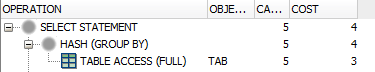 OPERATION OBJE... CA... COST
SELECT STATEMENT 5 4
HASH (GROUP BY) 5 4
TABLE ACCESS (FULL) TAB 5 3